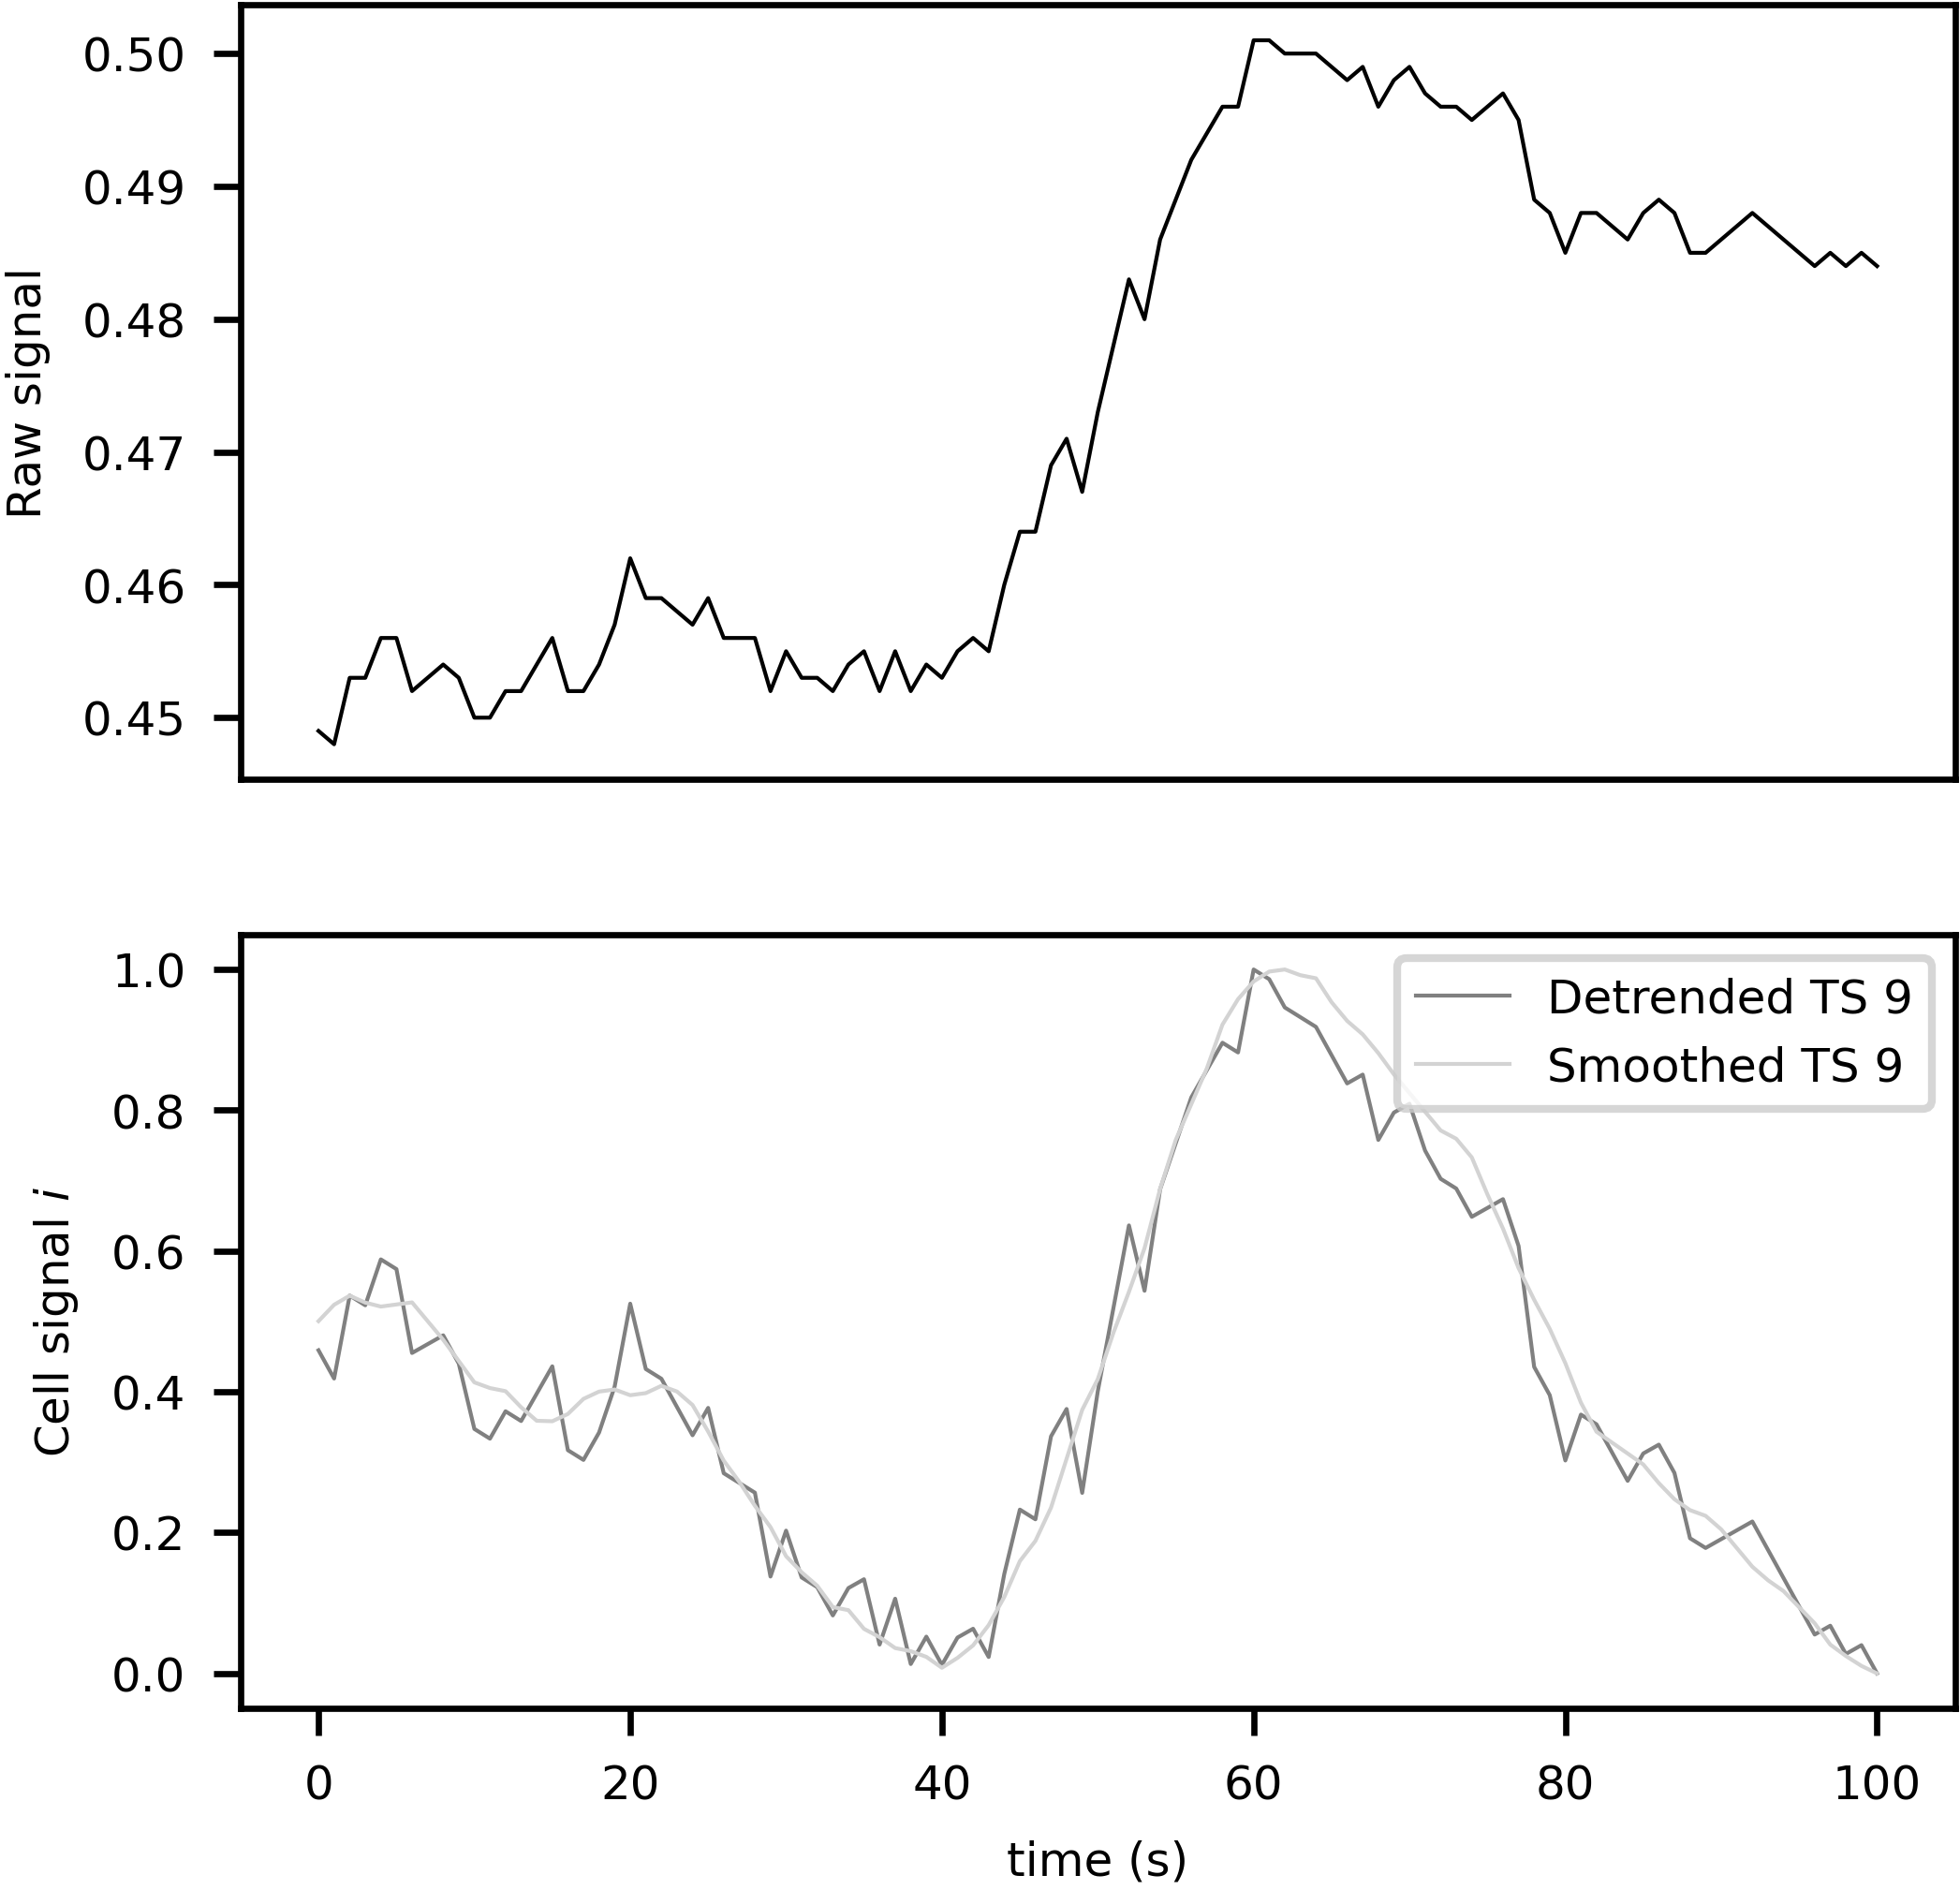 0.50
0.49
0.48
0.47
0.46
0.45
Raw signal
1.0
0.8
0.6
0.4
0.2
0.0
Cell signal i
Detrended TS 9
Smoothed TS 9
0 20 40 60 80 100
time (s)